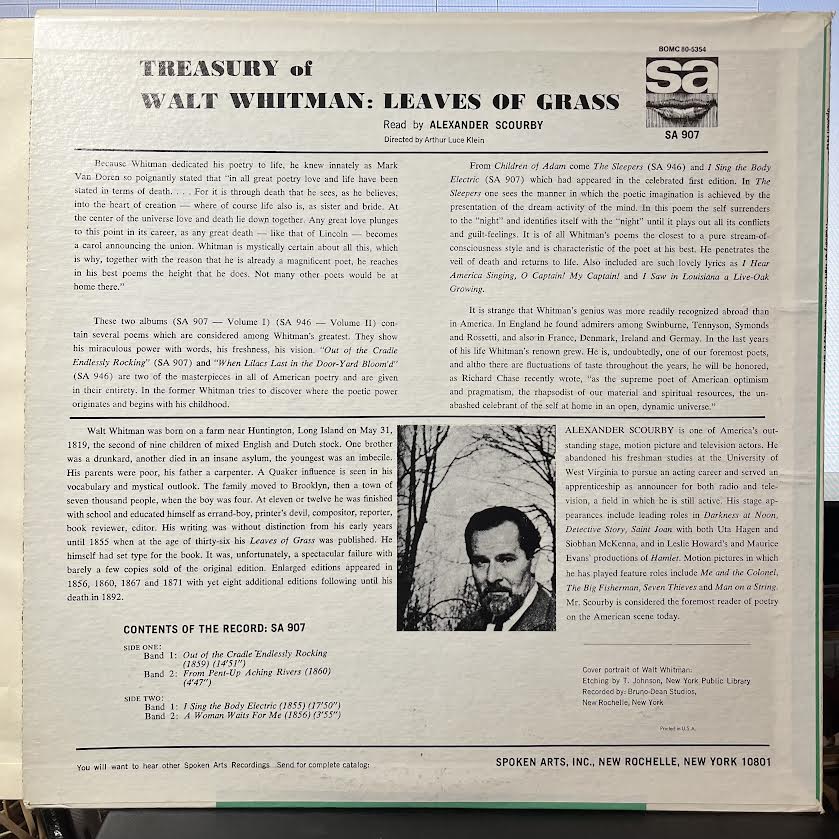 BOMC 80-5354
TREASURY of
WALT WHITMAN: LEAVES OF GRASS
Read by ALEXANDER SCOURBY
Directed by Arthur Luce Klein
sa
SA 907
Because Whitman dedicated his poetry to life, he knew innately as Mark
Van Doren so poignantly stated that "in all great poetry love and life have been
stated in terms of death. . . . For it is through death that he sees, as he believes,
into the heart of creation — where of course life also is, as sister and bride. At
the center of the universe love and death lie down together. Any great love plunges
to this point in its career, as any great death — like that of Lincoln — becomes
a carol announcing the union. Whitman is mystically certain about all this, which
is why, together with the reason that he is already a magnificent poet, he reaches
in his best poems the height that he does. Not many other poets would be at
home there."
These two albums (SA 907 — Volume I) (SA 946 — Volume II) con-
tain several poems which are considered among Whitman's greatest. They show
his miraculous power with words, his freshness, his vision. "Out of the Cradle
Endlessly Rocking" (SA 907) and "When Lilacs Last in the Door-Yard Bloom'd"
(SA 946) are two of the masterpieces in all of American poetry and are given
in their entirety. In the former Whitman tries to discover where the poetic power
originates and begins with his childhood.
From Children of Adam come The Sleepers (SA 946) and I Sing the Body
Electric (SA 907) which had appeared in the celebrated first edition. In The
Sleepers one sees the manner in which the poetic imagination is achieved by the
presentation of the dream activity of the mind. In this poem the self surrenders
to the "night" and identifies itself with the "night" until it plays out all its conflicts
and guilt-feelings. It is of all Whitman's poems the closest to a pure stream-of-
consciousness style and is characteristic of the poet at his best. He penetrates the
veil of death and returns to life. Also included are such lovely lyrics as I Hear
America Singing, O Captain! My Captain! and I Saw in Louisiana a Live-Oak
Growing.
It is strange that Whitman's genius was more readily recognized abroad than
in America. In England he found admirers among Swinburne, Tennyson, Symonds
and Rossetti, and also in France, Denmark, Ireland and Germay. In the last years
of his life Whitman's renown grew. He is, undoubtedly, one of our foremost poets,
and altho there are fluctuations of taste throughout the years, he will be honored,
as Richard Chase recently wrote, "as the supreme poet of American optimism
and pragmatism, the rhapsodist of our material and spiritual resources, the un-
abashed celebrant of the self at home in an open, dynamic universe."
Walt Whitman was born on a farm near Huntington, Long Island on May 31,
1819, the second of nine children of mixed English and Dutch stock. One brother
was a drunkard, another died in an insane asylum, the youngest was an imbecile.
His parents were poor, his father a carpenter. A Quaker influence is seen in his
vocabulary and mystical outlook. The family moved to Brooklyn, then a town of
seven thousand people, when the boy was four. At eleven or twelve he was finished
with school and educated himself as errand-boy, printer's devil, compositor, reporter,
book reviewer, editor. His writing was without distinction from his early years
until 1855 when at the age of thirty-six his Leaves of Grass was published. He
himself had set type for the book. It was, unfortunately, a spectacular failure with
barely a few copies sold of the original edition. Enlarged editions appeared in
1856, 1860, 1867 and 1871 with yet eight additional editions following until his
death in 1892.
ALEXANDER SCOURBY is one of America's out-
standing stage, motion picture and television actors. He
abandoned his freshman studies at the University of
West Virginia to pursue an acting career and served an
apprenticeship as announcer for both radio and tele-
vision, a field in which he is still active. His stage ap-
pearances include leading roles in Darkness at Noon,
Detective Story, Saint Joan with both Uta Hagen and
Siobhan McKenna, and in Leslie Howard's and Maurice
Evans' productions of Hamlet. Motion pictures in which
he has played feature roles include Me and the Colonel,
The Big Fisherman, Seven Thieves and Man on a String.
Mr. Scourby is considered the foremost reader of poetry
on the American scene today.
CONTENTS OF THE RECORD: SA 907
SIDE ONE:
Band 1: Out of the Cradle Endlessly Rocking
(1859) (14'51")
Band 2: From Pent-Up Aching Rivers (1860)
(4'47")
SIDE TWO:
Band 1: I Sing the Body Electric (1855) (17'50")
Band 2: A Woman Waits For Me (1856) (3'55")
Cover portrait of Walt Whitman:
Etching by T. Johnson, New York Public Library
Recorded by: Bruno-Dean Studios,
New Rochelle, New York
Printed in U.S.A.
You will want to hear other Spoken Arts Recordings. Send for complete catalog:
SPOKEN ARTS, INC., NEW ROCHELLE, NEW YORK 10801